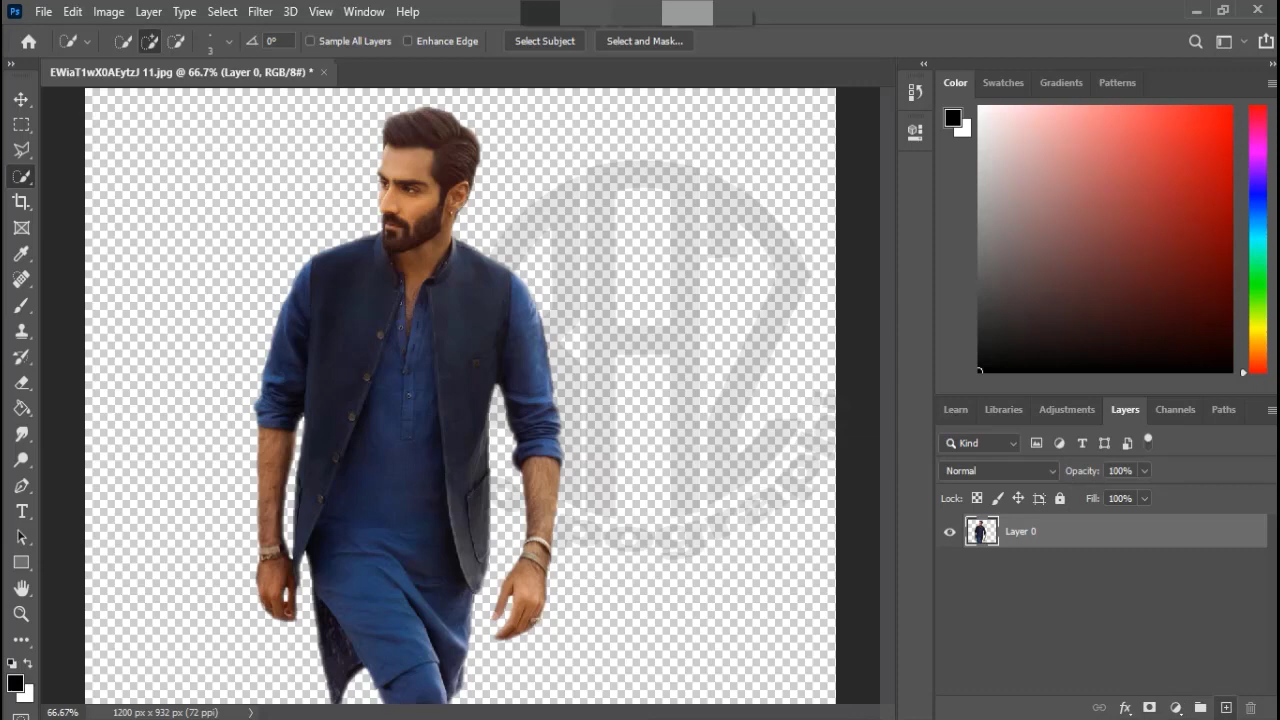 Ps File Edit Image Layer Type Select Filter 3D View Window Help
3 0° Sample All Layers Enhance Edge Select Subject Select and Mask...
EWiaT1wX0AEytzJ 11.jpg @ 66.7% (Layer 0, RGB/8#) * ×
Color Swatches Gradients Patterns
Learn Libraries Adjustments Layers Channels Paths
Kind
Normal Opacity: 100%
Lock: Fill: 100%
Layer 0
66.67% 1200 px x 932 px (72 ppi)